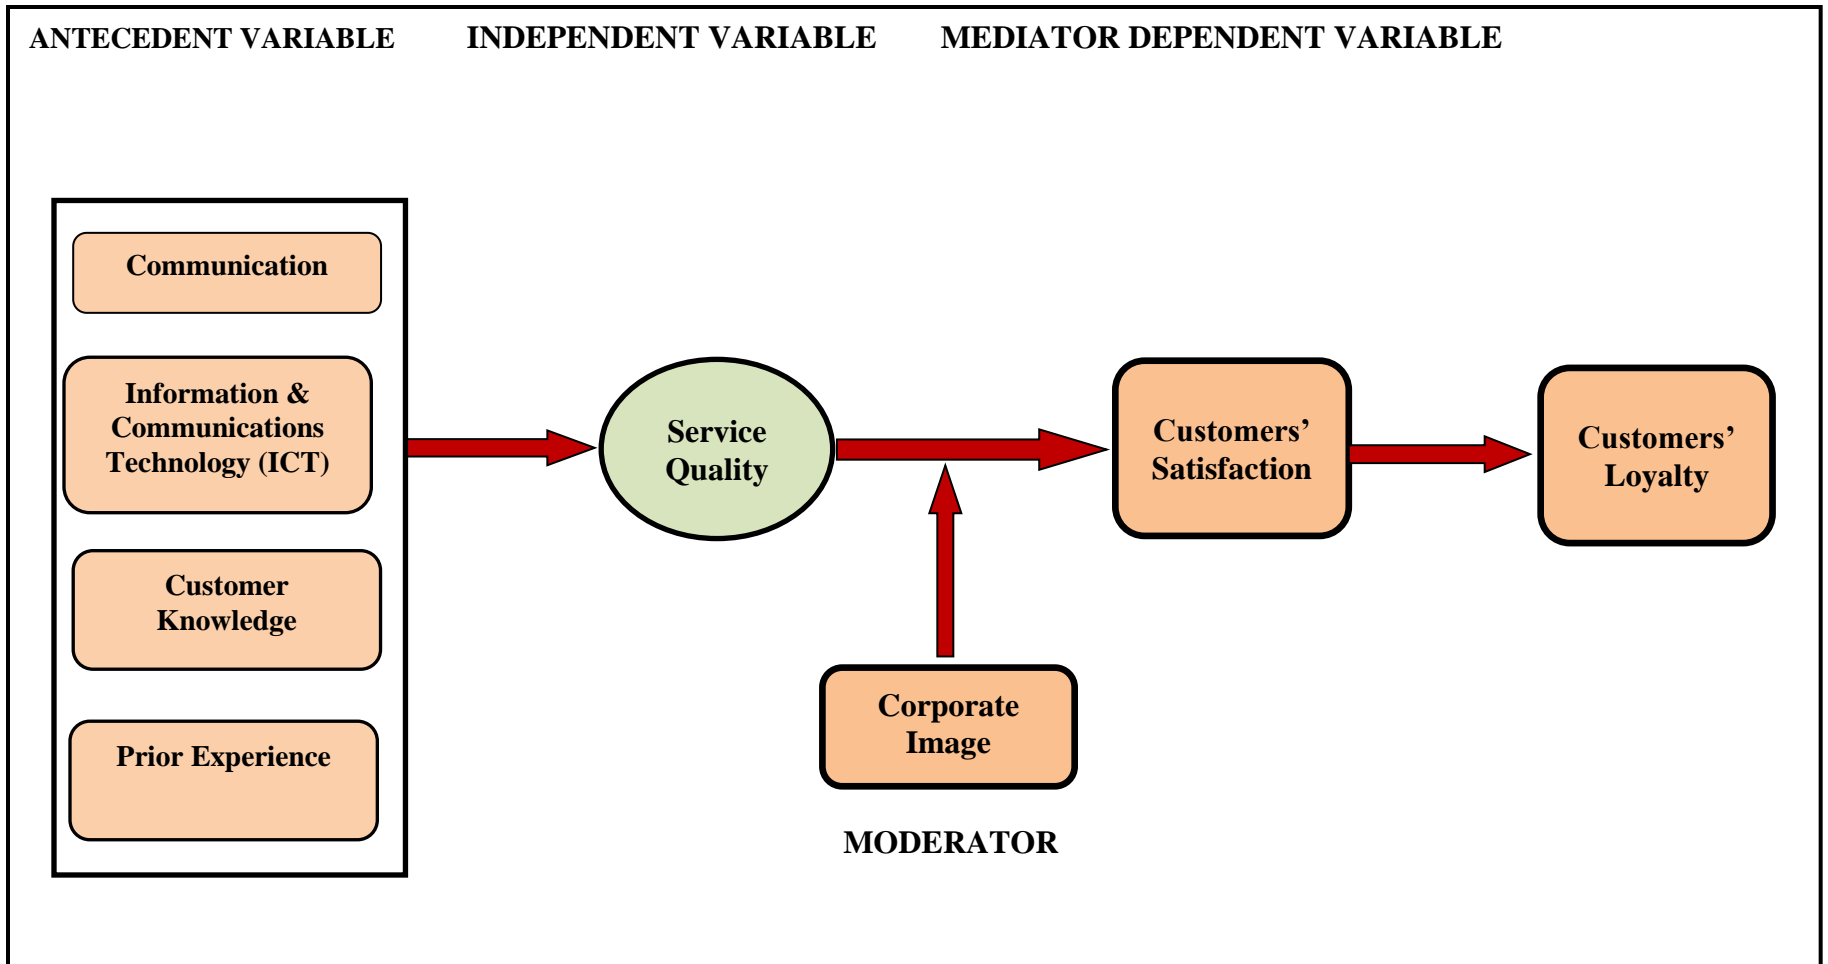 ANTECEDENT VARIABLE INDEPENDENT VARIABLE MEDIATOR DEPENDENT VARIABLE
Communication
Information &
Communications
Technology (ICT)
Customer
Knowledge
Prior Experience
Service
Quality
Customers’
Satisfaction
Customers’
Loyalty
Corporate
Image
MODERATOR